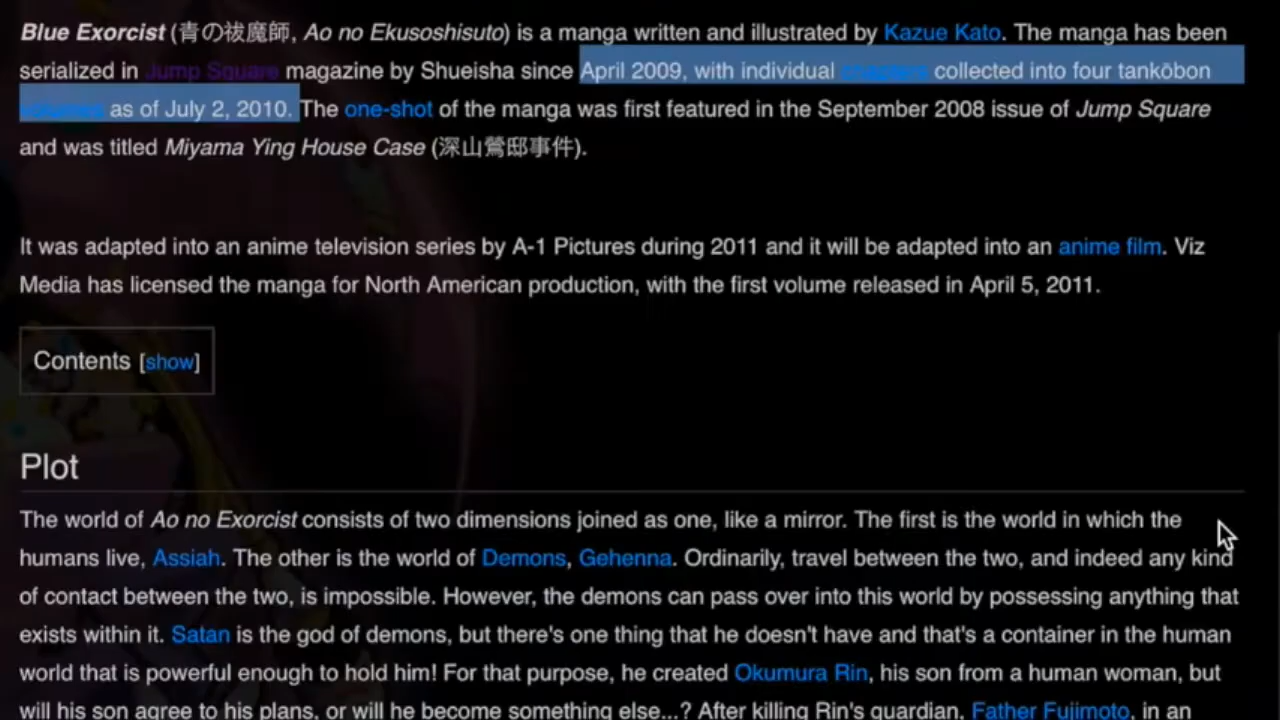 Blue Exorcist (青の祓魔師, Ao no Ekusoshisuto) is a manga written and illustrated by Kazue Kato. The manga has been
serialized in Jump Square magazine by Shueisha since April 2009, with individual chapters collected into four tankōbon
volumes as of July 2, 2010. The one-shot of the manga was first featured in the September 2008 issue of Jump Square
and was titled Miyama Ying House Case (深山鶯邸事件).
It was adapted into an anime television series by A-1 Pictures during 2011 and it will be adapted into an anime film. Viz
Media has licensed the manga for North American production, with the first volume released in April 5, 2011.
Contents [show]
Plot
The world of Ao no Exorcist consists of two dimensions joined as one, like a mirror. The first is the world in which the
humans live, Assiah. The other is the world of Demons, Gehenna. Ordinarily, travel between the two, and indeed any kind
of contact between the two, is impossible. However, the demons can pass over into this world by possessing anything that
exists within it. Satan is the god of demons, but there's one thing that he doesn't have and that's a container in the human
world that is powerful enough to hold him! For that purpose, he created Okumura Rin, his son from a human woman, but
will his son agree to his plans, or will he become something else...? After killing Rin's guardian, Father Fujimoto, in an